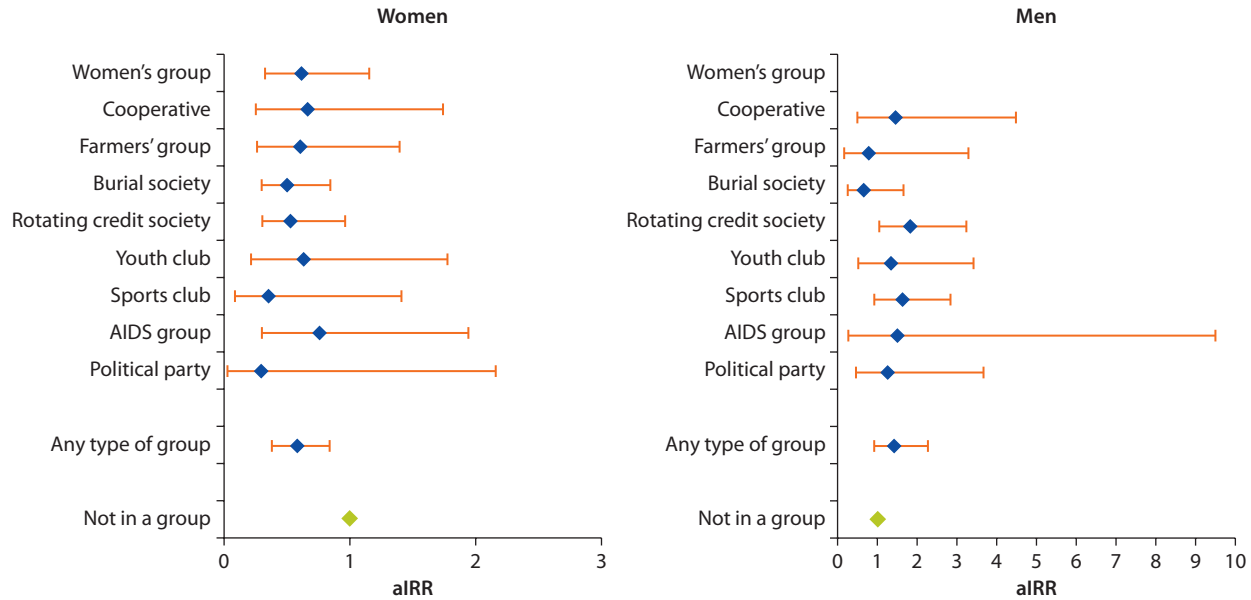 Women
Women's group
Cooperative
Farmers' group
Burial society
Rotating credit society
Youth club
Sports club
AIDS group
Political party
Any type of group
Not in a group
0 1 2 3
aIRR
Men
Women's group
Cooperative
Farmers' group
Burial society
Rotating credit society
Youth club
Sports club
AIDS group
Political party
Any type of group
Not in a group
0 1 2 3 4 5 6 7 8 9 10
aIRR